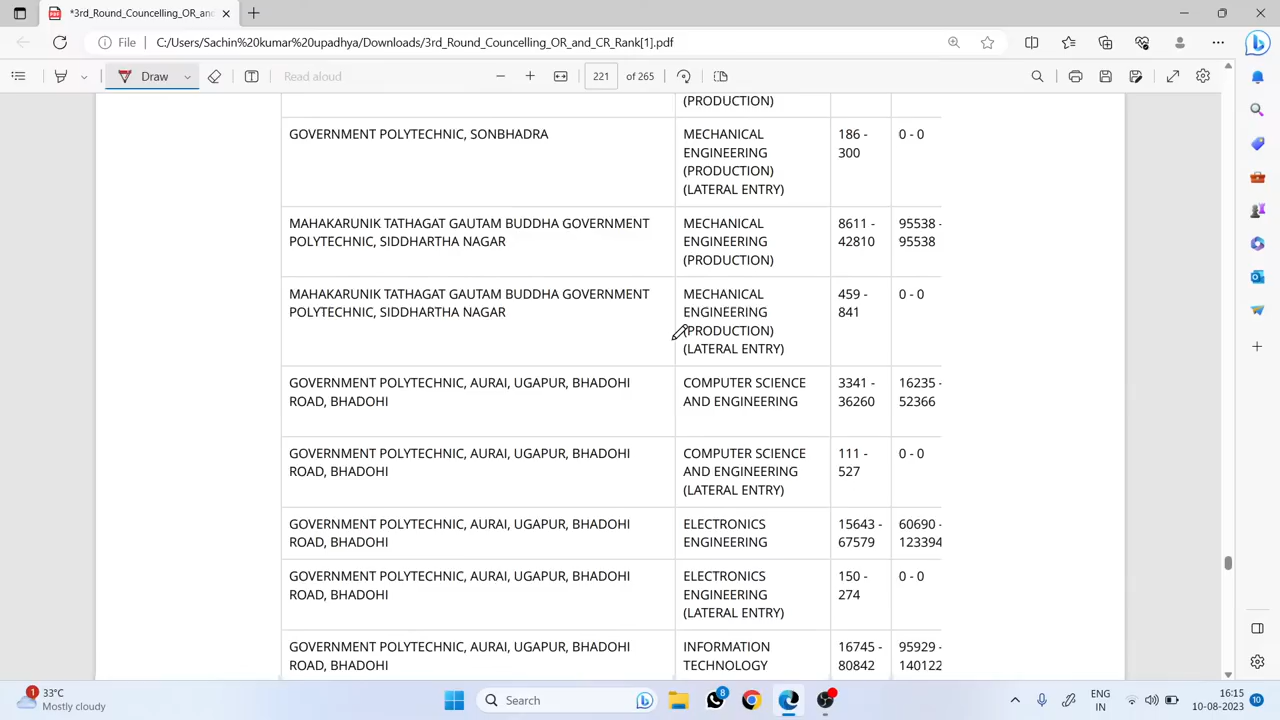 *3rd_Round_Councelling_OR_and
File
C:/Users/Sachin%20kumar%20upadhya/Downloads/3rd_Round_Councelling_OR_and_CR_Rank[1].pdf
Draw
Read aloud
221
of 265
(PRODUCTION)
GOVERNMENT POLYTECHNIC, SONBHADRA
MECHANICAL
ENGINEERING
(PRODUCTION)
(LATERAL ENTRY)
186 -
300
0 - 0
MAHAKARUNIK TATHAGAT GAUTAM BUDDHA GOVERNMENT
POLYTECHNIC, SIDDHARTHA NAGAR
MECHANICAL
ENGINEERING
(PRODUCTION)
8611 -
42810
95538 -
95538
MAHAKARUNIK TATHAGAT GAUTAM BUDDHA GOVERNMENT
POLYTECHNIC, SIDDHARTHA NAGAR
MECHANICAL
ENGINEERING
(PRODUCTION)
(LATERAL ENTRY)
459 -
841
0 - 0
GOVERNMENT POLYTECHNIC, AURAI, UGAPUR, BHADOHI
ROAD, BHADOHI
COMPUTER SCIENCE
AND ENGINEERING
3341 -
36260
16235 -
52366
GOVERNMENT POLYTECHNIC, AURAI, UGAPUR, BHADOHI
ROAD, BHADOHI
COMPUTER SCIENCE
AND ENGINEERING
(LATERAL ENTRY)
111 -
527
0 - 0
GOVERNMENT POLYTECHNIC, AURAI, UGAPUR, BHADOHI
ROAD, BHADOHI
ELECTRONICS
ENGINEERING
15643 -
67579
60690 -
123394
GOVERNMENT POLYTECHNIC, AURAI, UGAPUR, BHADOHI
ROAD, BHADOHI
ELECTRONICS
ENGINEERING
(LATERAL ENTRY)
150 -
274
0 - 0
GOVERNMENT POLYTECHNIC, AURAI, UGAPUR, BHADOHI
ROAD, BHADOHI
INFORMATION
TECHNOLOGY
16745 -
80842
95929 -
140122
1
33°C
Mostly cloudy
Search
8
ENG
IN
16:15
10-08-2023
10